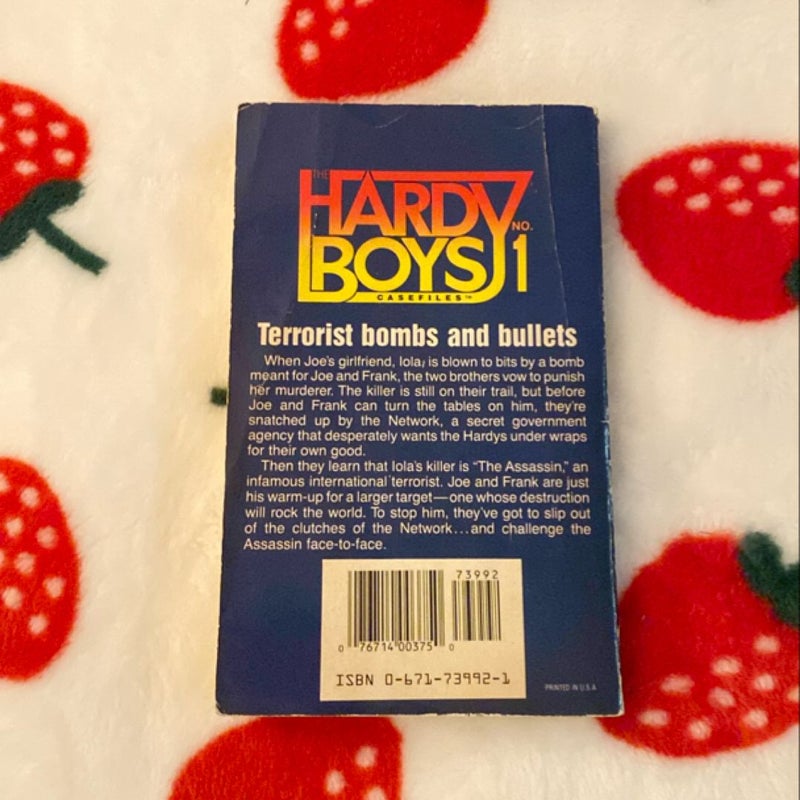 THE
HARDY
BOYS
NO.
1
CASEFILES™
Terrorist bombs and bullets
When Joe's girlfriend, Iola, is blown to bits by a bomb
meant for Joe and Frank, the two brothers vow to punish
her murderer. The killer is still on their trail, but before
Joe and Frank can turn the tables on him, they're
snatched up by the Network, a secret government
agency that desperately wants the Hardys under wraps
for their own good.
Then they learn that Iola's killer is "The Assassin," an
infamous international terrorist. Joe and Frank are just
his warm-up for a larger target—one whose destruction
will rock the world. To stop him, they've got to slip out
of the clutches of the Network...and challenge the
Assassin face-to-face.
73992
0 76714 00375 0
ISBN 0-671-73992-1
PRINTED IN U.S.A.